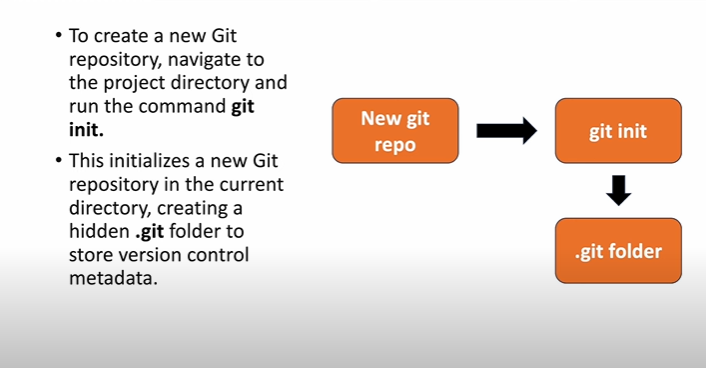 • To create a new Git
repository, navigate to
the project directory and
run the command git
init.
• This initializes a new Git
repository in the current
directory, creating a
hidden .git folder to
store version control
metadata.
New git
repo
git init
.git folder